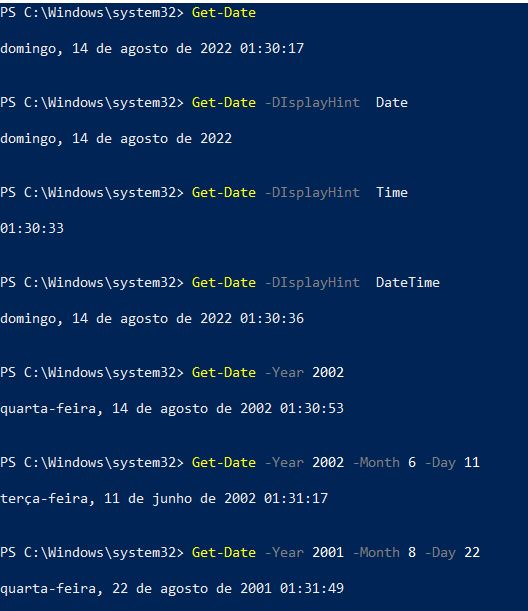 PS C:\Windows\system32> Get-Date
domingo, 14 de agosto de 2022 01:30:17
PS C:\Windows\system32> Get-Date -DIsplayHint  Date
domingo, 14 de agosto de 2022
PS C:\Windows\system32> Get-Date -DIsplayHint  Time
01:30:33
PS C:\Windows\system32> Get-Date -DIsplayHint  DateTime
domingo, 14 de agosto de 2022 01:30:36
PS C:\Windows\system32> Get-Date -Year 2002
quarta-feira, 14 de agosto de 2002 01:30:53
PS C:\Windows\system32> Get-Date -Year 2002 -Month 6 -Day 11
terça-feira, 11 de junho de 2002 01:31:17
PS C:\Windows\system32> Get-Date -Year 2001 -Month 8 -Day 22
quarta-feira, 22 de agosto de 2001 01:31:49